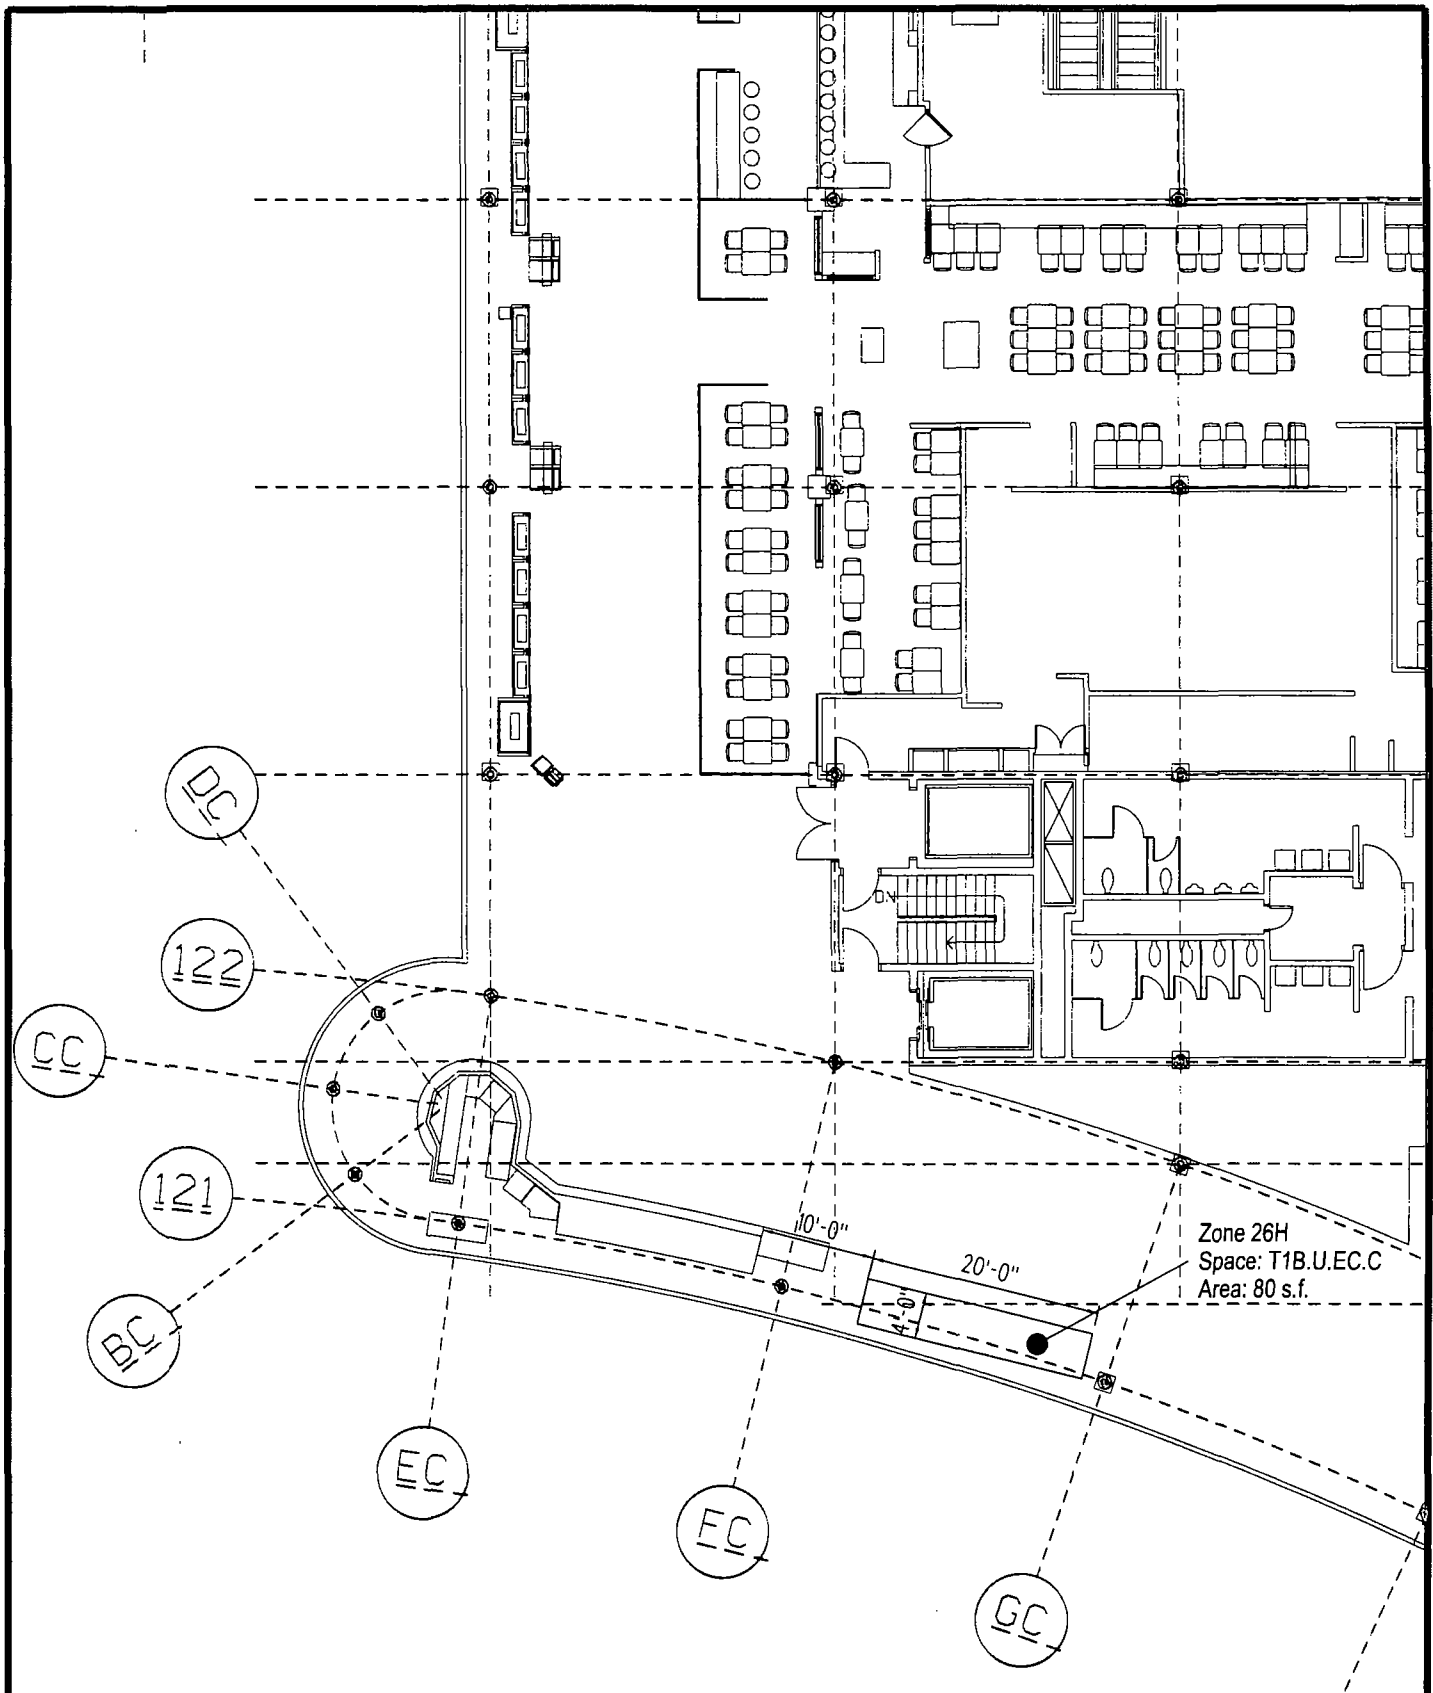 DN
DC
122
CC
121
10'-0"
20'-0"
4'-0"
Zone 26H
Space: T1B.U.EC.C
Area: 80 s.f.
BC
EC
FC
GC